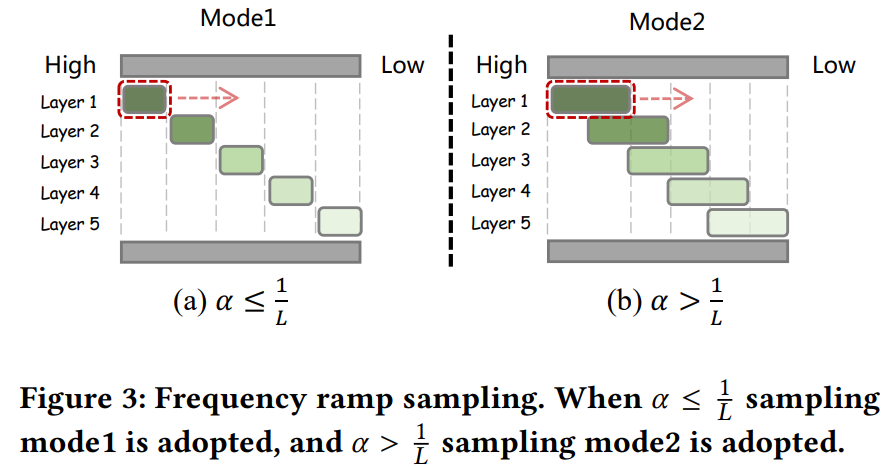 Mode1
High
Low
Layer 1
Layer 2
Layer 3
Layer 4
Layer 5
(a) α ≤ 1/L
Mode2
High
Low
Layer 1
Layer 2
Layer 3
Layer 4
Layer 5
(b) α > 1/L
Figure 3: Frequency ramp sampling. When α ≤ 1/L sampling
mode1 is adopted, and α > 1/L sampling mode2 is adopted.